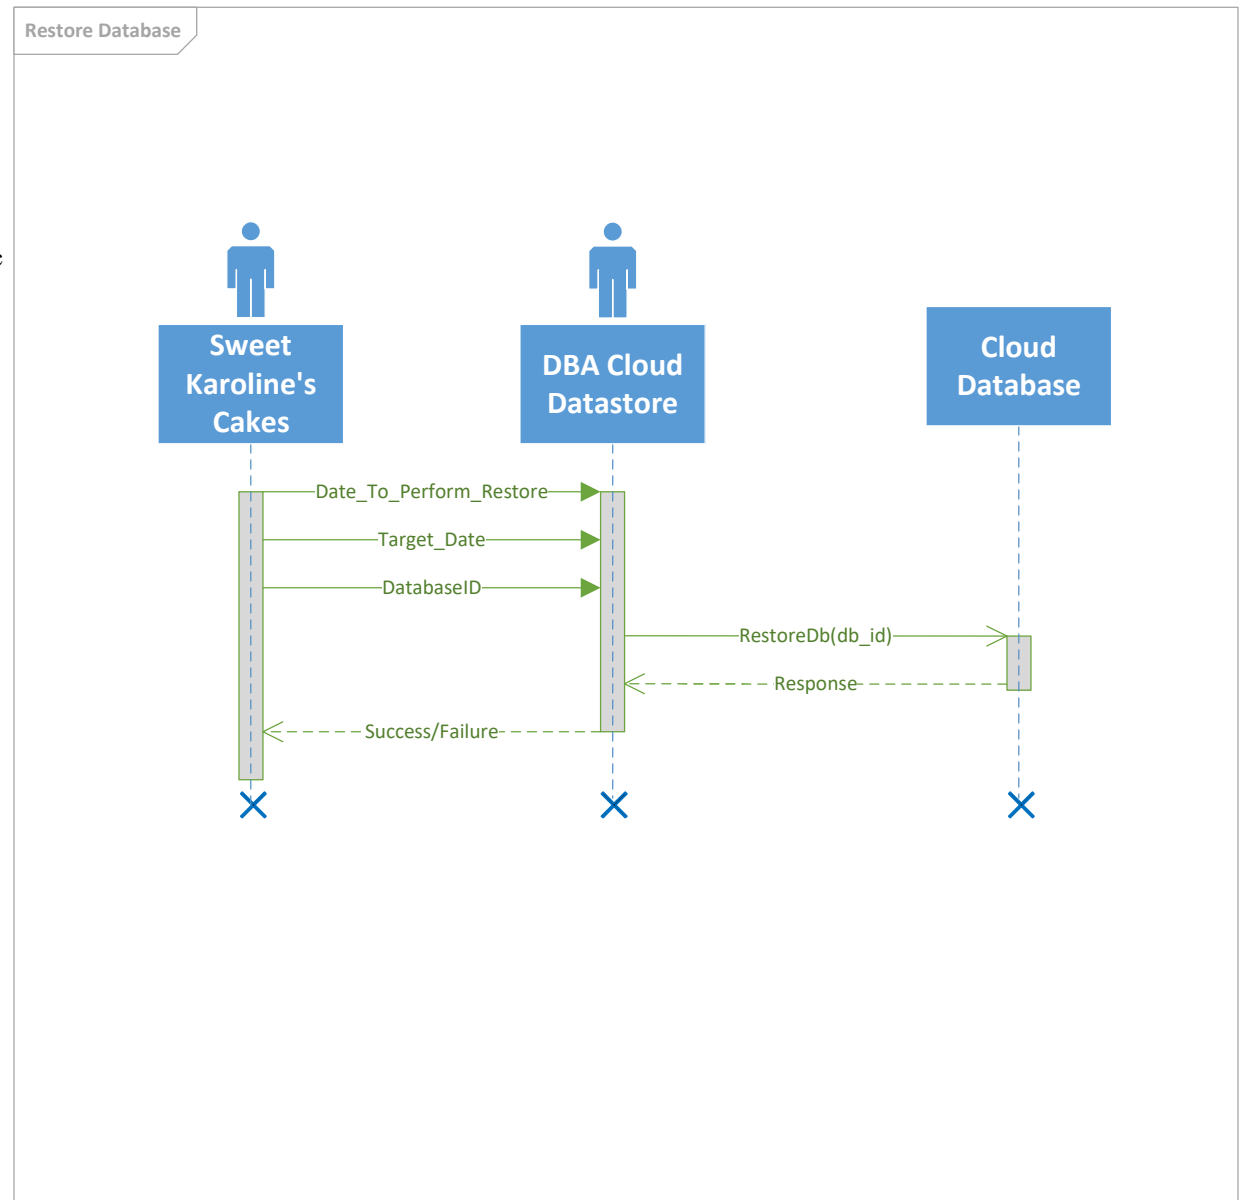 Restore Database
Sweet
Karoline's
Cakes
DBA Cloud
Datastore
Cloud
Database
Date_To_Perform_Restore
Target_Date
DatabaseID
RestoreDb(db_id)
Response
Success/Failure